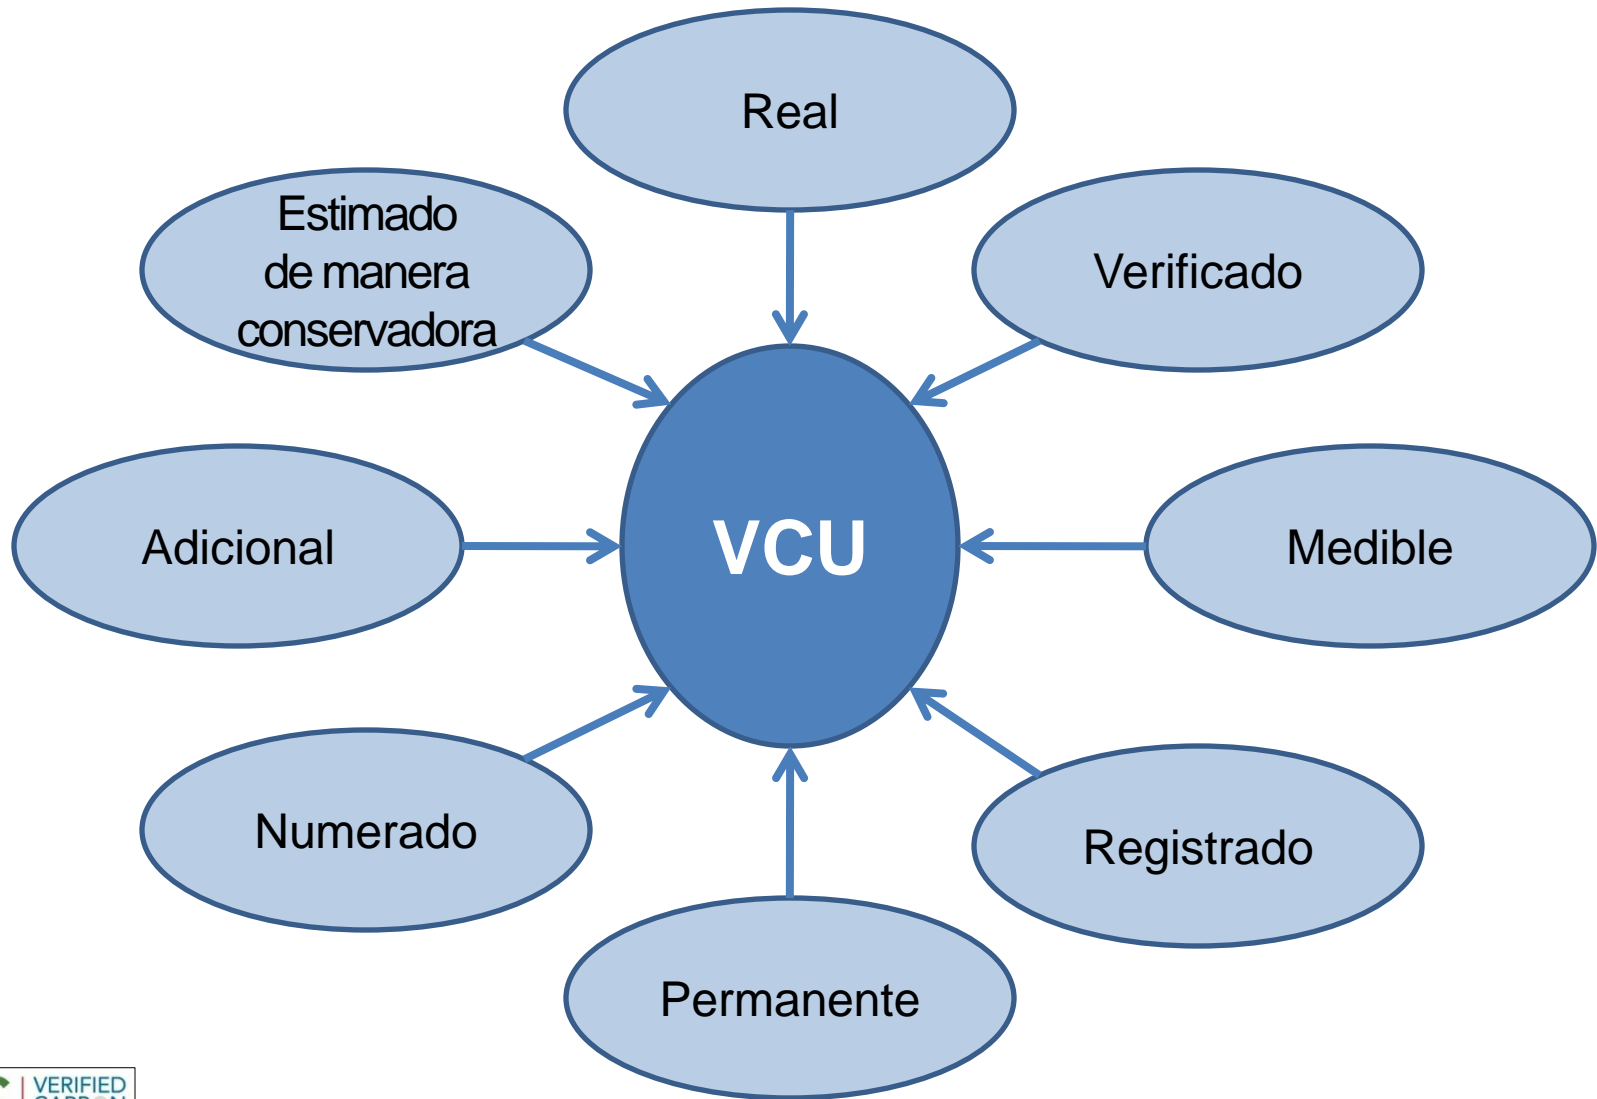 Real
Estimado
de manera
conservadora
Verificado
Adicional
VCU
Medible
Numerado
Registrado
Permanente
VERIFIED